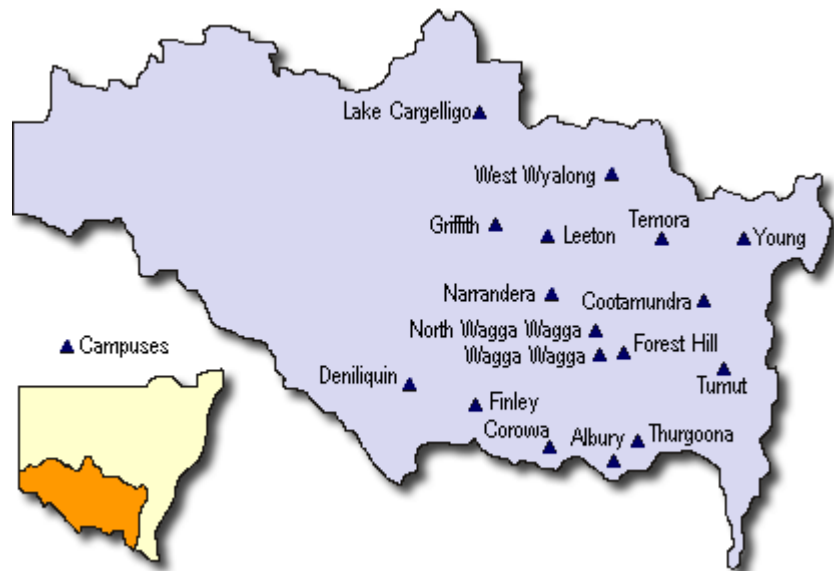 Lake Cargelligo
West Wyalong
Griffith
Leeton
Temora
Young
Narrandera
Cootamundra
North Wagga Wagga
Wagga Wagga
Forest Hill
Campuses
Deniliquin
Tumut
Finley
Corowa
Albury
Thurgoona